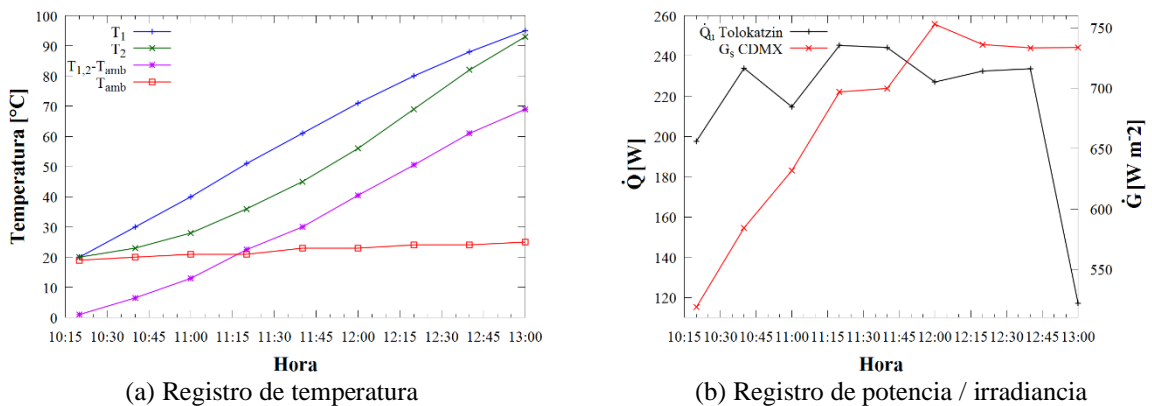 100
90
80
70
60
50
40
30
20
10
0
Temperatura [°C]
T1
T2
T1,2-Tamb
Tamb
10:15 10:30 10:45 11:00 11:15 11:30 11:45 12:00 12:15 12:30 12:45 13:00
Hora
(a) Registro de temperatura
260
240
220
200
180
160
140
120
Q̇ [W]
Q̇u Tolokatzin
Gs CDMX
750
700
650
600
550
Ġ [W m-2]
10:15 10:30 10:45 11:00 11:15 11:30 11:45 12:00 12:15 12:30 12:45 13:00
Hora
(b) Registro de potencia / irradiancia